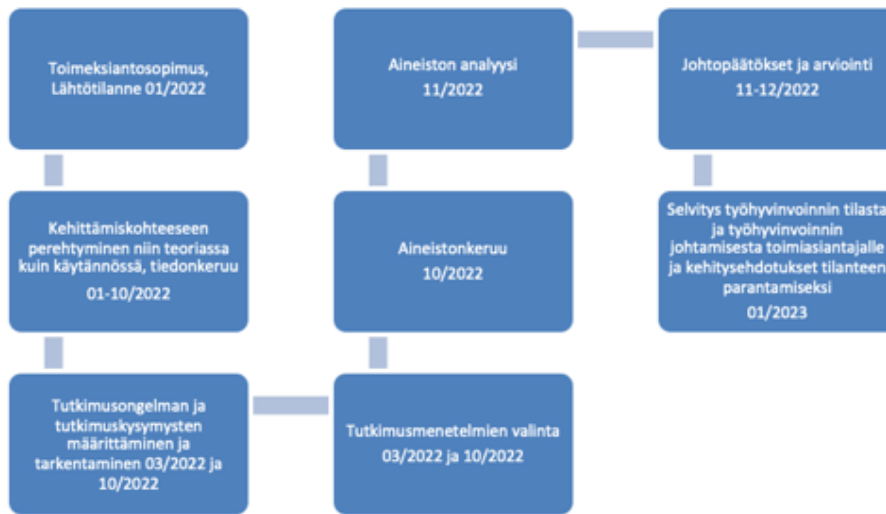 Toimeksiantosopimus,
Lähtötilanne 01/2022
Kehittämiskohteeseen
perehtyminen niin teoriassa
kuin käytännössä, tiedonkeruu
01-10/2022
Tutkimusongelman ja
tutkimuskysymysten
määrittäminen ja
tarkentaminen 03/2022 ja
10/2022
Tutkimusmenetelmien valinta
03/2022 ja 10/2022
Aineistonkeruu
10/2022
Aineiston analyysi
11/2022
Johtopäätökset ja arviointi
11-12/2022
Selvitys työhyvinvoinnin tilasta
ja työhyvinvoinnin
johtamisesta toimiasiantajalle
ja kehitysehdotukset tilanteen
parantamiseksi
01/2023